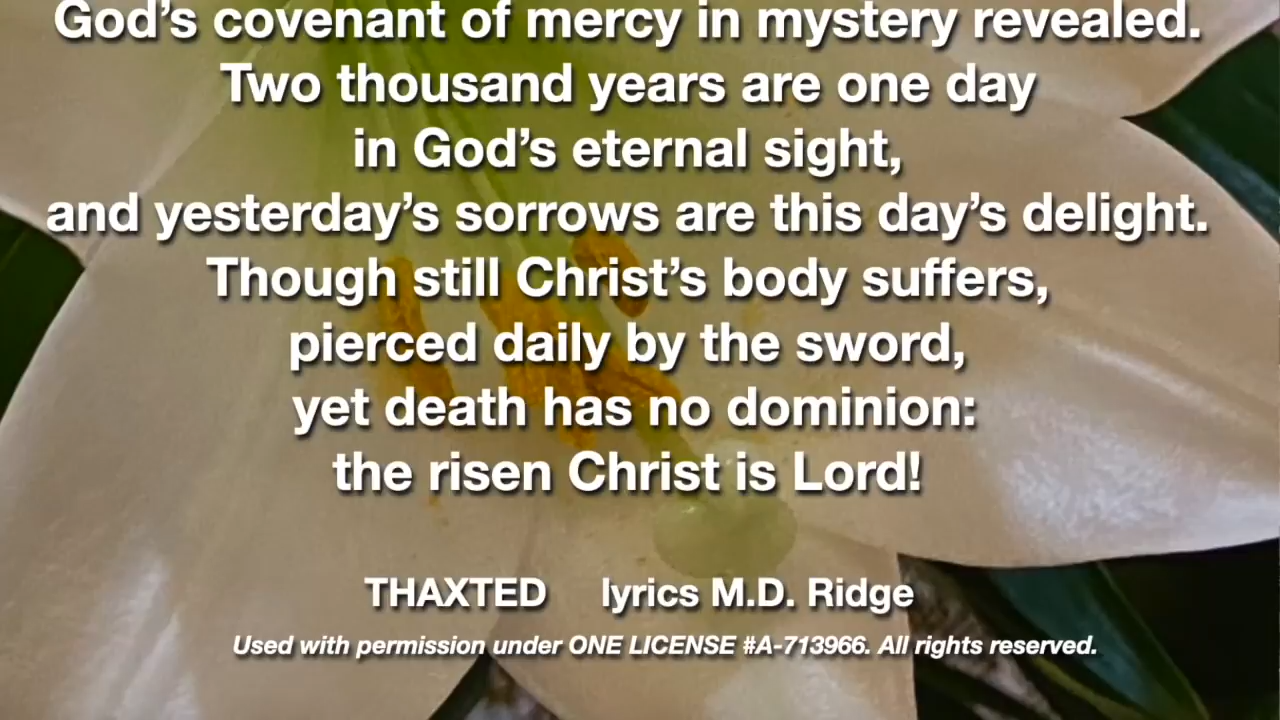 God’s covenant of mercy in mystery revealed.
Two thousand years are one day
in God’s eternal sight,
and yesterday’s sorrows are this day’s delight.
Though still Christ’s body suffers,
pierced daily by the sword,
yet death has no dominion:
the risen Christ is Lord!
THAXTED lyrics M.D. Ridge
Used with permission under ONE LICENSE #A-713966. All rights reserved.